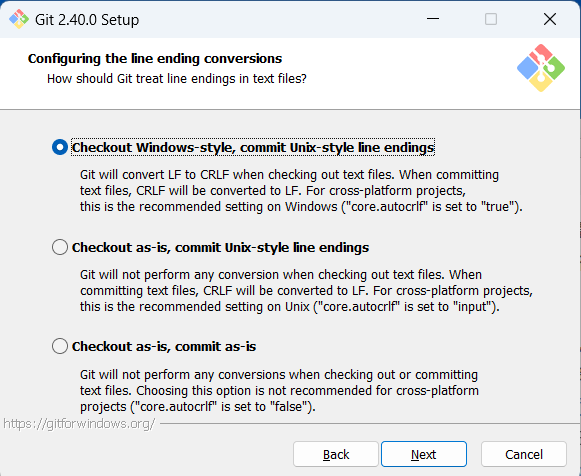 Git 2.40.0 Setup
Configuring the line ending conversions
How should Git treat line endings in text files?
Checkout Windows-style, commit Unix-style line endings
Git will convert LF to CRLF when checking out text files. When committing
text files, CRLF will be converted to LF. For cross-platform projects,
this is the recommended setting on Windows ("core.autocrlf" is set to "true").
Checkout as-is, commit Unix-style line endings
Git will not perform any conversion when checking out text files. When
committing text files, CRLF will be converted to LF. For cross-platform projects,
this is the recommended setting on Unix ("core.autocrlf" is set to "input").
Checkout as-is, commit as-is
Git will not perform any conversions when checking out or committing
text files. Choosing this option is not recommended for cross-platform
projects ("core.autocrlf" is set to "false").
https://gitforwindows.org/
Back Next Cancel